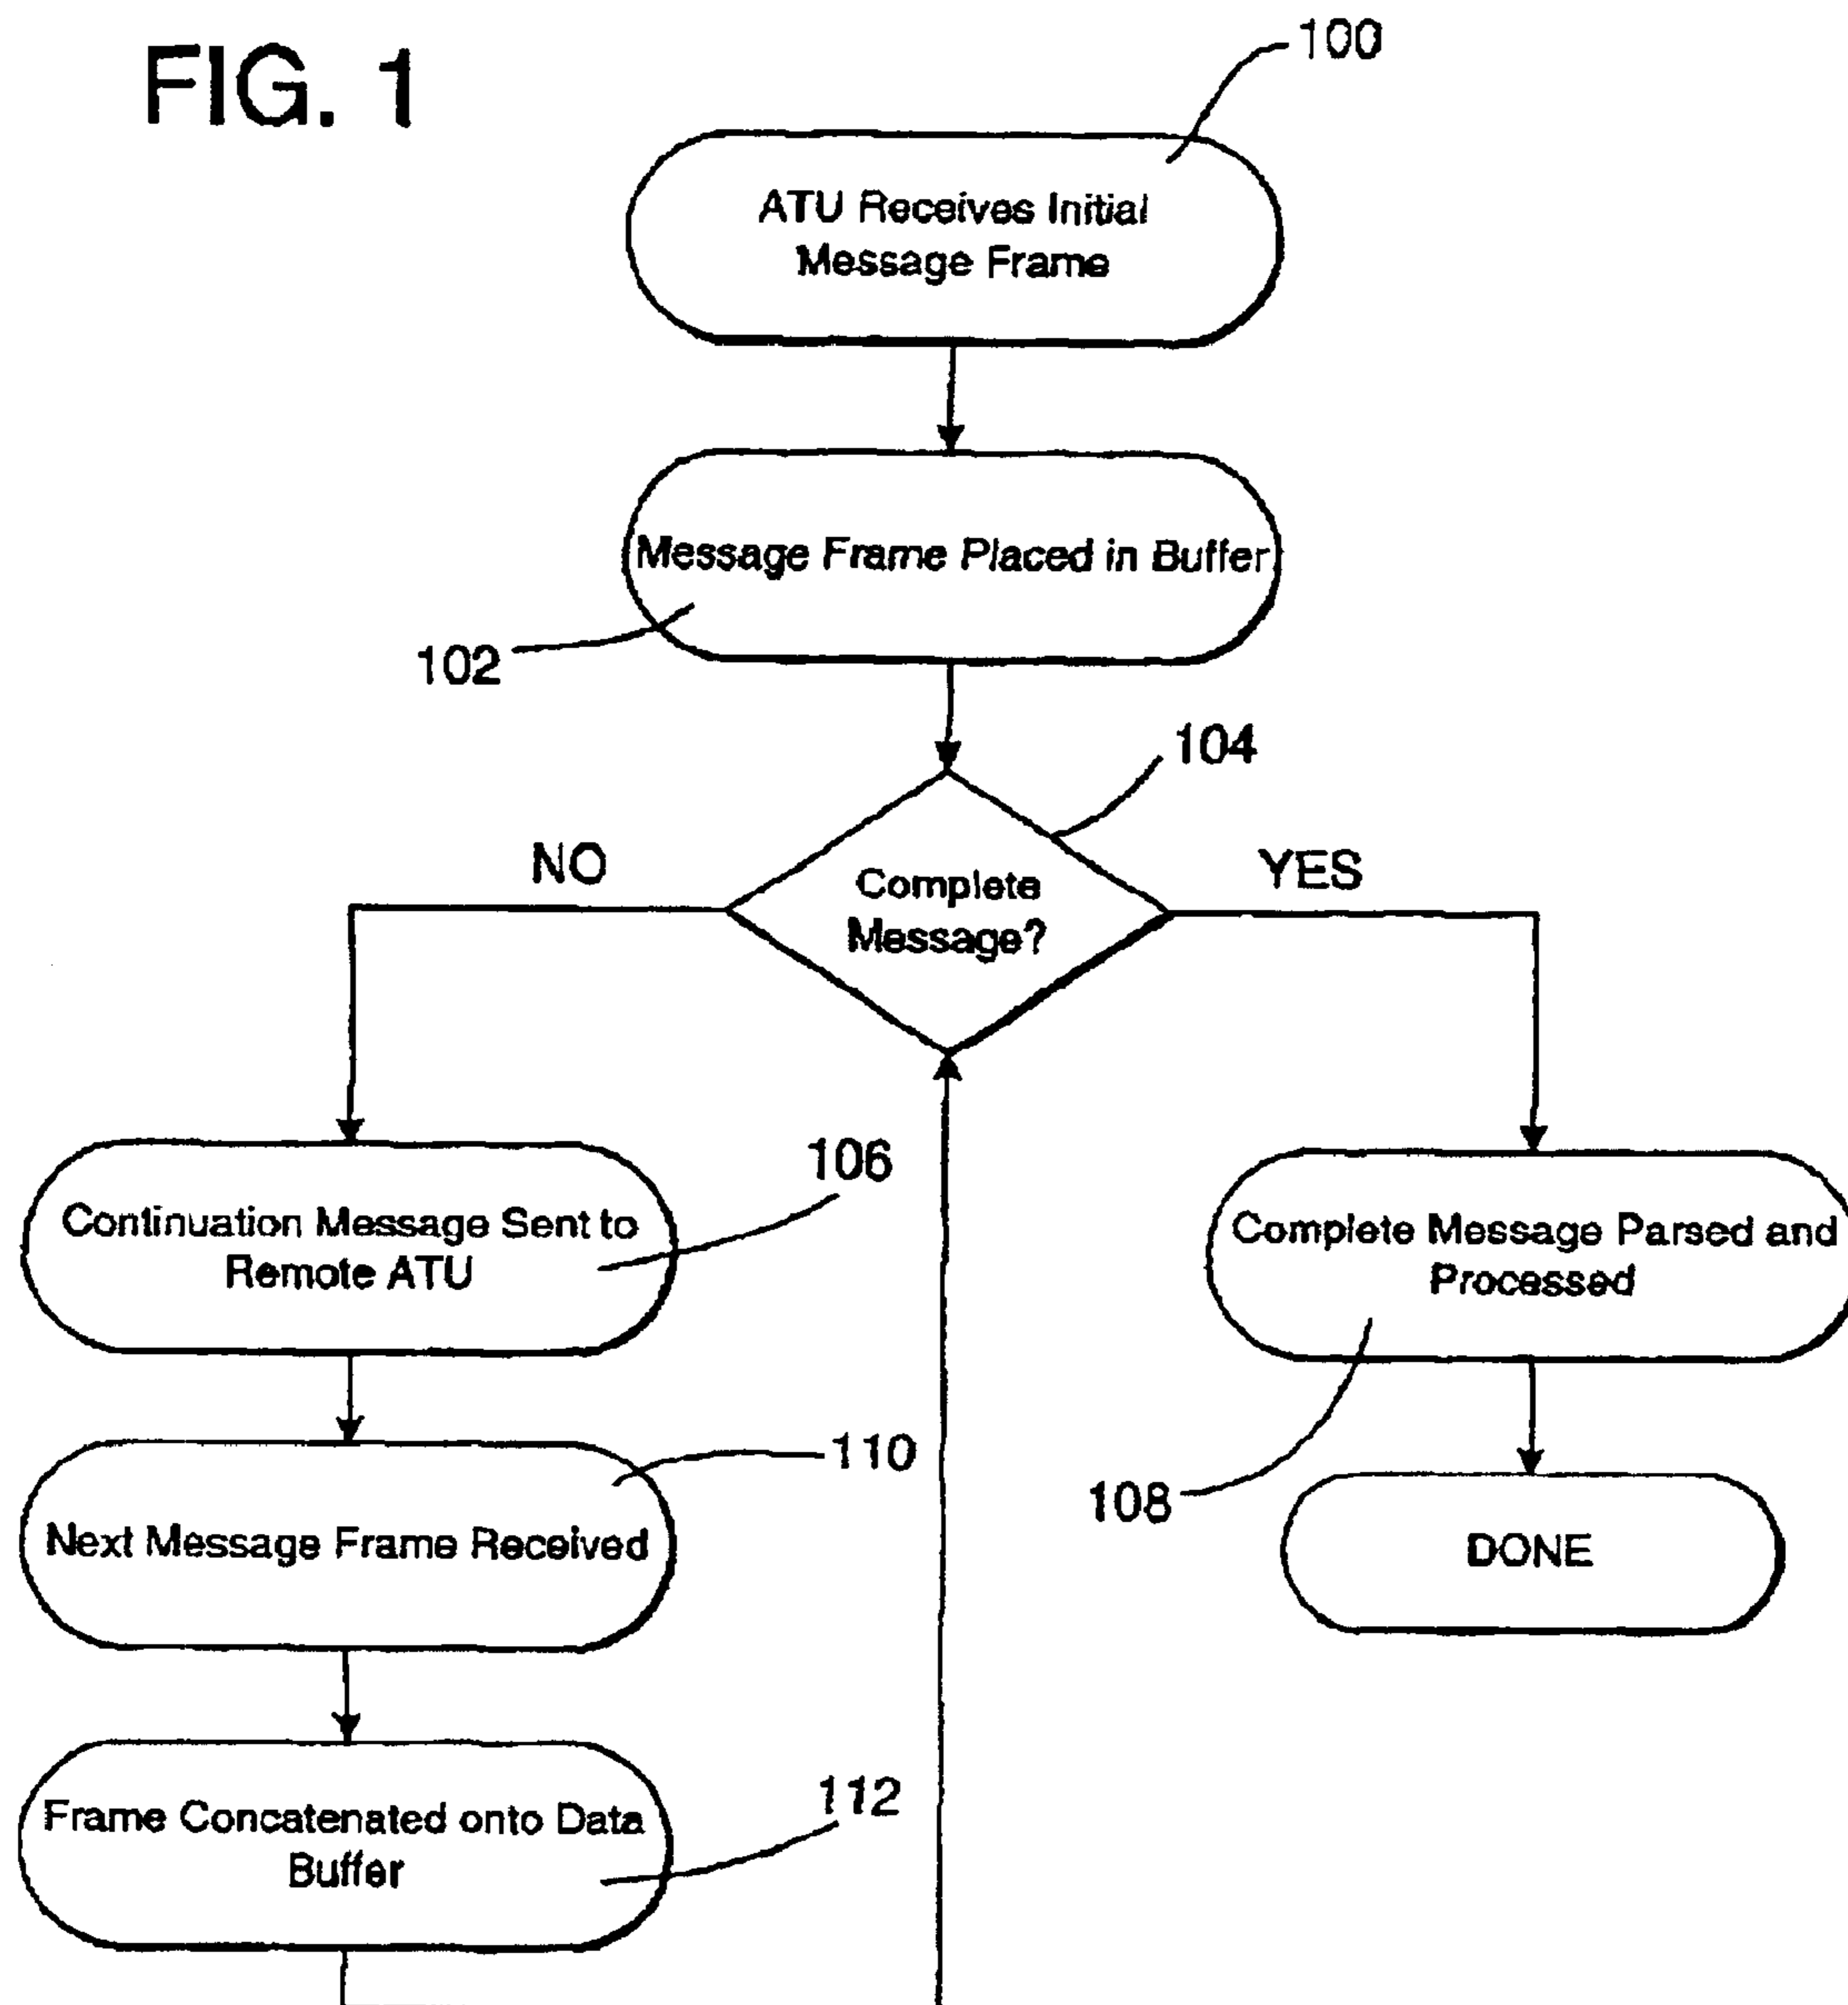 FIG. 1
100
ATU Receives Initial
Message Frame
Message Frame Placed in Buffer
102
104
NO
Complete
Message?
YES
106
Continuation Message Sent to
Remote ATU
Complete Message Parsed and
Processed
110
Next Message Frame Received
108
DONE
112
Frame Concatenated onto Data
Buffer